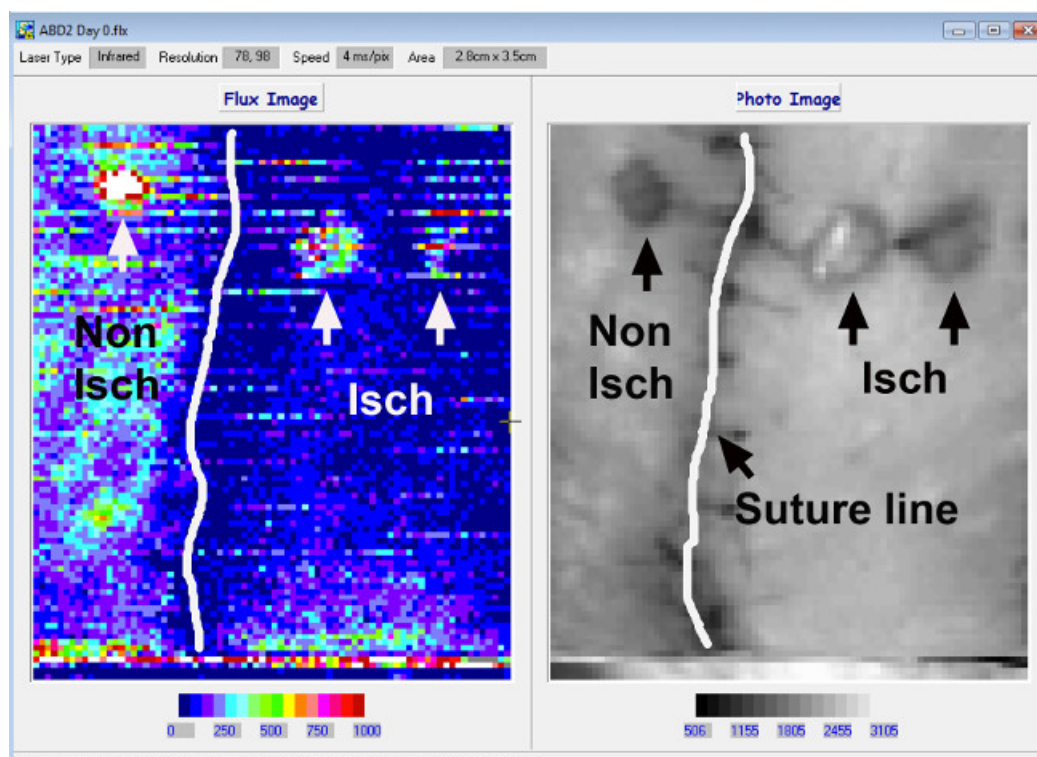 ABD2 Day 0.flx
Laser Type Infrared Resolution 78, 98 Speed 4 ms/pix Area 2.8cm x 3.5cm
Flux Image
Non
Isch
Isch
0 250 500 750 1000
Photo Image
Non
Isch
Isch
Suture line
506 1155 1805 2455 3105